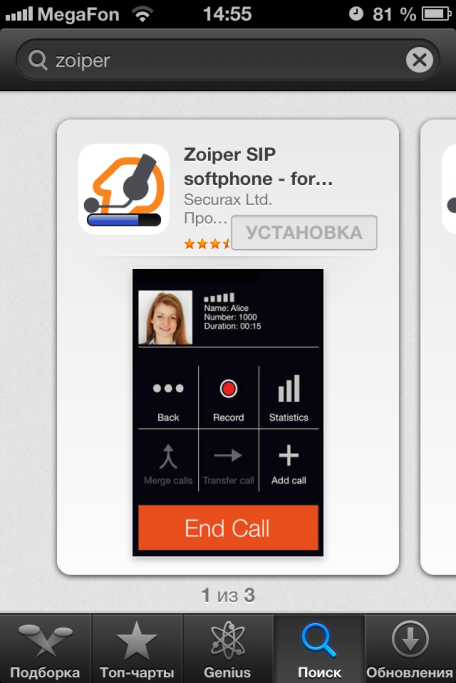 MegaFon 14:55 81 %
zoiper
Zoiper SIP
softphone - for...
Securax Ltd.
Про...
УСТАНОВКА
Name: Alice
Number: 1000
Duration: 00:15
Back Record Statistics
Merge calls Transfer call Add call
End Call
1 из 3
Подборка Топ-чарты Genius Поиск Обновления